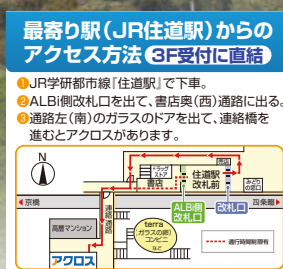 最寄り駅(JR住道駅)からの
アクセス方法 3F受付に直結
❶JR学研都市線『住道駅』で下車。
❷ALBi側改札口を出て、書店奥(西)通路に出る。
❸通路左(南)のガラスのドアを出て、連絡橋を
進むとアクロスがあります。
N
ドラッグ
ストア
書店
売店
住道駅
改札前
みどり
の窓口
京橋
四条畷
連絡通路
ALBi側
改札口
改札口
高層マンション
terra
(ガラスの卵)
コンビニ
など
通行時間制限有
アクロス